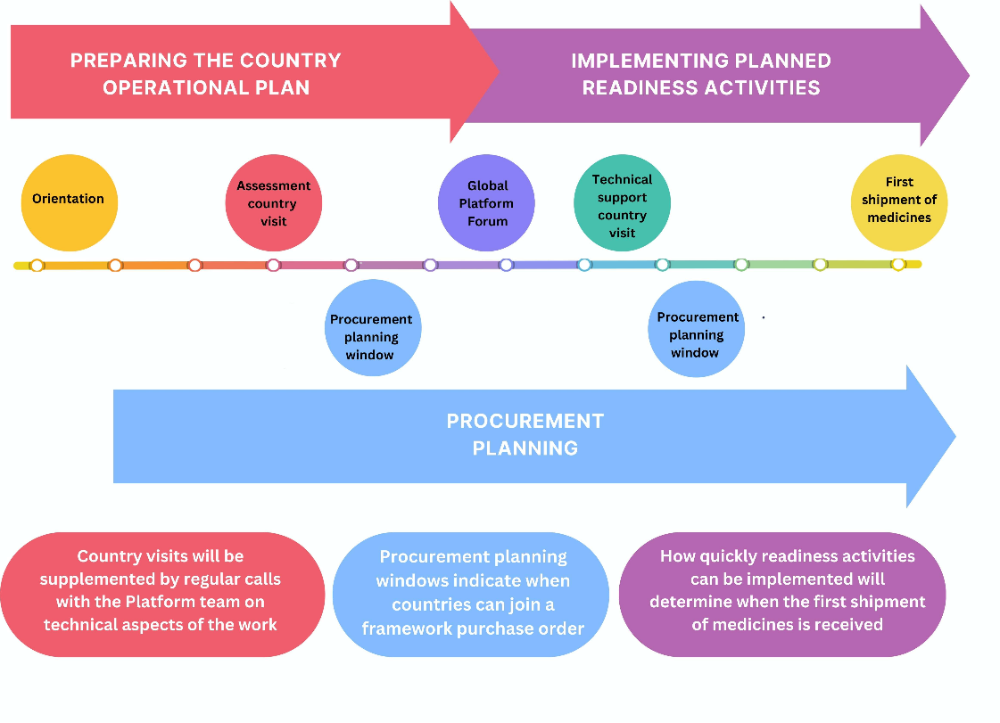 PREPARING THE COUNTRY
OPERATIONAL PLAN
IMPLEMENTING PLANNED
READINESS ACTIVITIES
Orientation
Assessment
country
visit
Global
Platform
Forum
Technical
support
country
visit
First
shipment of
medicines
Procurement
planning
window
Procurement
planning
window
.
PROCUREMENT
PLANNING
Country visits will be
supplemented by regular calls
with the Platform team on
technical aspects of the work
Procurement planning
windows indicate when
countries can join a
framework purchase order
How quickly readiness activities
can be implemented will
determine when the first shipment
of medicines is received